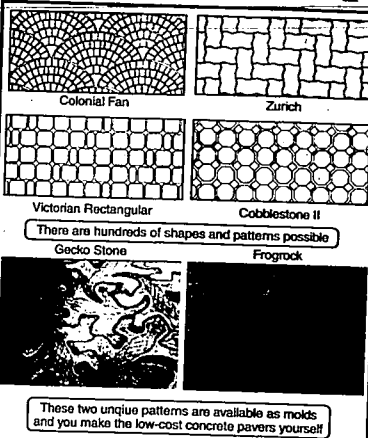 Colonial Fan
Zurich
Victorian Rectangular
Cobblestone II
There are hundreds of shapes and patterns possible
Gecko Stone
Frogrock
These two unqiue patterns are available as molds
and you make the low-cost concrete pavers yourself